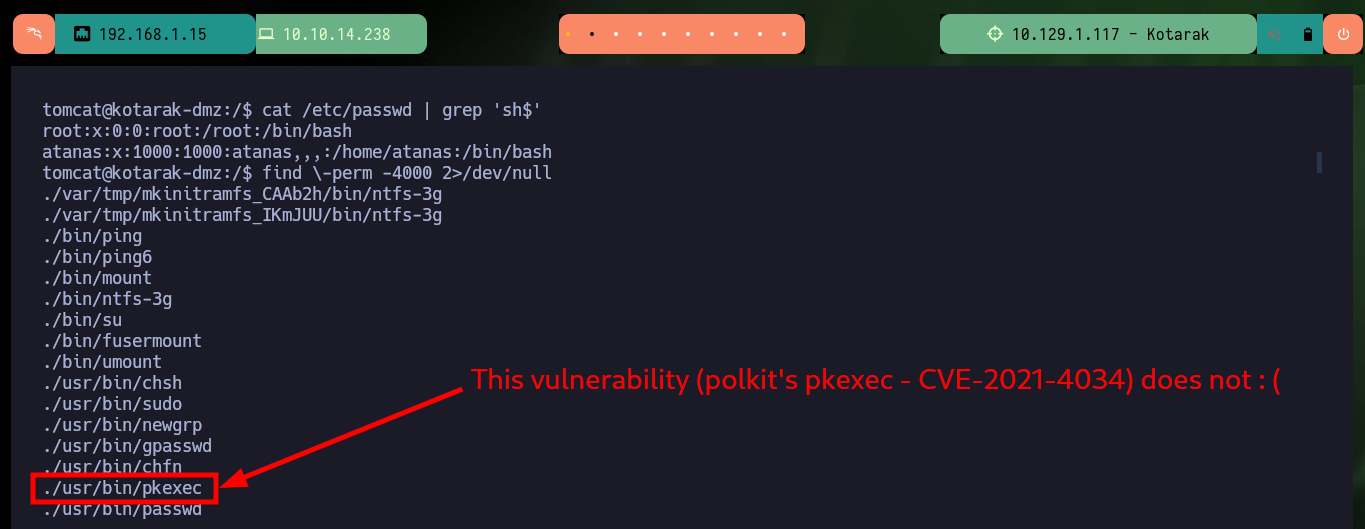 192.168.1.15
10.10.14.238
10.129.1.117 - Kotarak
tomcat@kotarak-dmz:/$ cat /etc/passwd | grep 'sh$'
root:x:0:0:root:/root:/bin/bash
atanas:x:1000:1000:atanas,,,:/home/atanas:/bin/bash
tomcat@kotarak-dmz:/$ find \-perm -4000 2>/dev/null
./var/tmp/mkinitramfs_CAAb2h/bin/ntfs-3g
./var/tmp/mkinitramfs_IKmJUU/bin/ntfs-3g
./bin/ping
./bin/ping6
./bin/mount
./bin/ntfs-3g
./bin/su
./bin/fusermount
./bin/umount
./usr/bin/chsh
This vulnerability (polkit's pkexec - CVE-2021-4034) does not : (
./usr/bin/sudo
./usr/bin/newgrp
./usr/bin/gpasswd
./usr/bin/chfn
./usr/bin/pkexec
./usr/bin/passwd